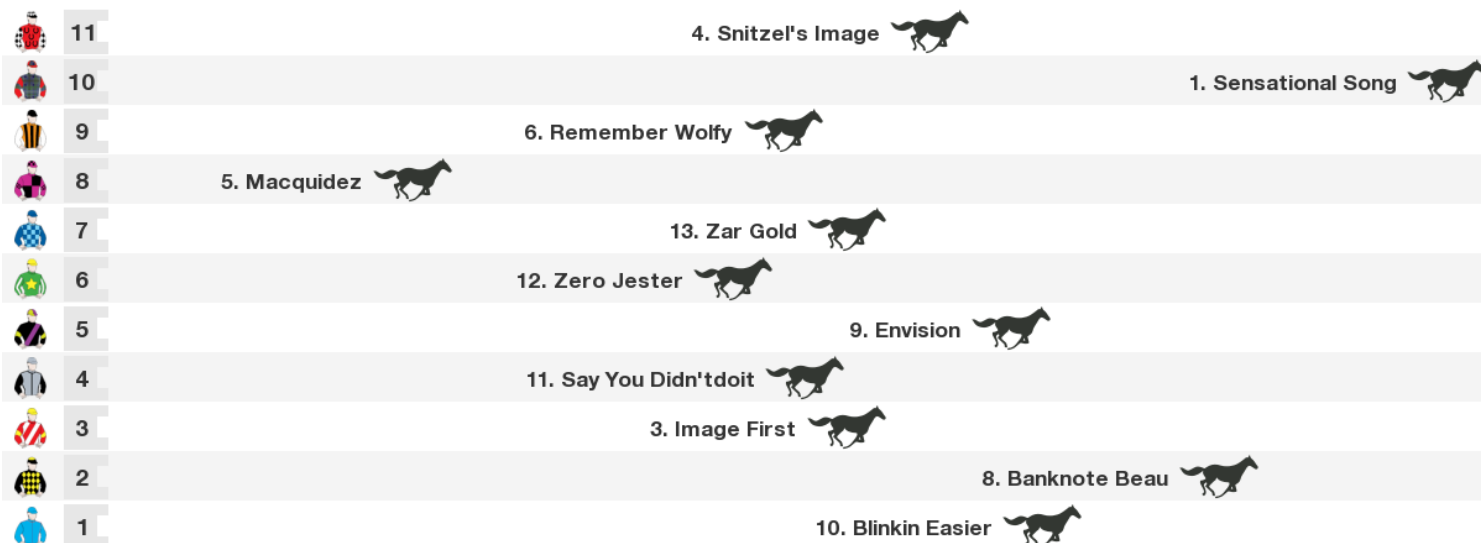 11 4. Snitzel's Image
10 1. Sensational Song
9 6. Remember Wolfy
8 5. Macquidez
7 13. Zar Gold
6 12. Zero Jester
5 9. Envision
4 11. Say You Didn'tdoit
3 3. Image First
2 8. Banknote Beau
1 10. Blinkin Easier